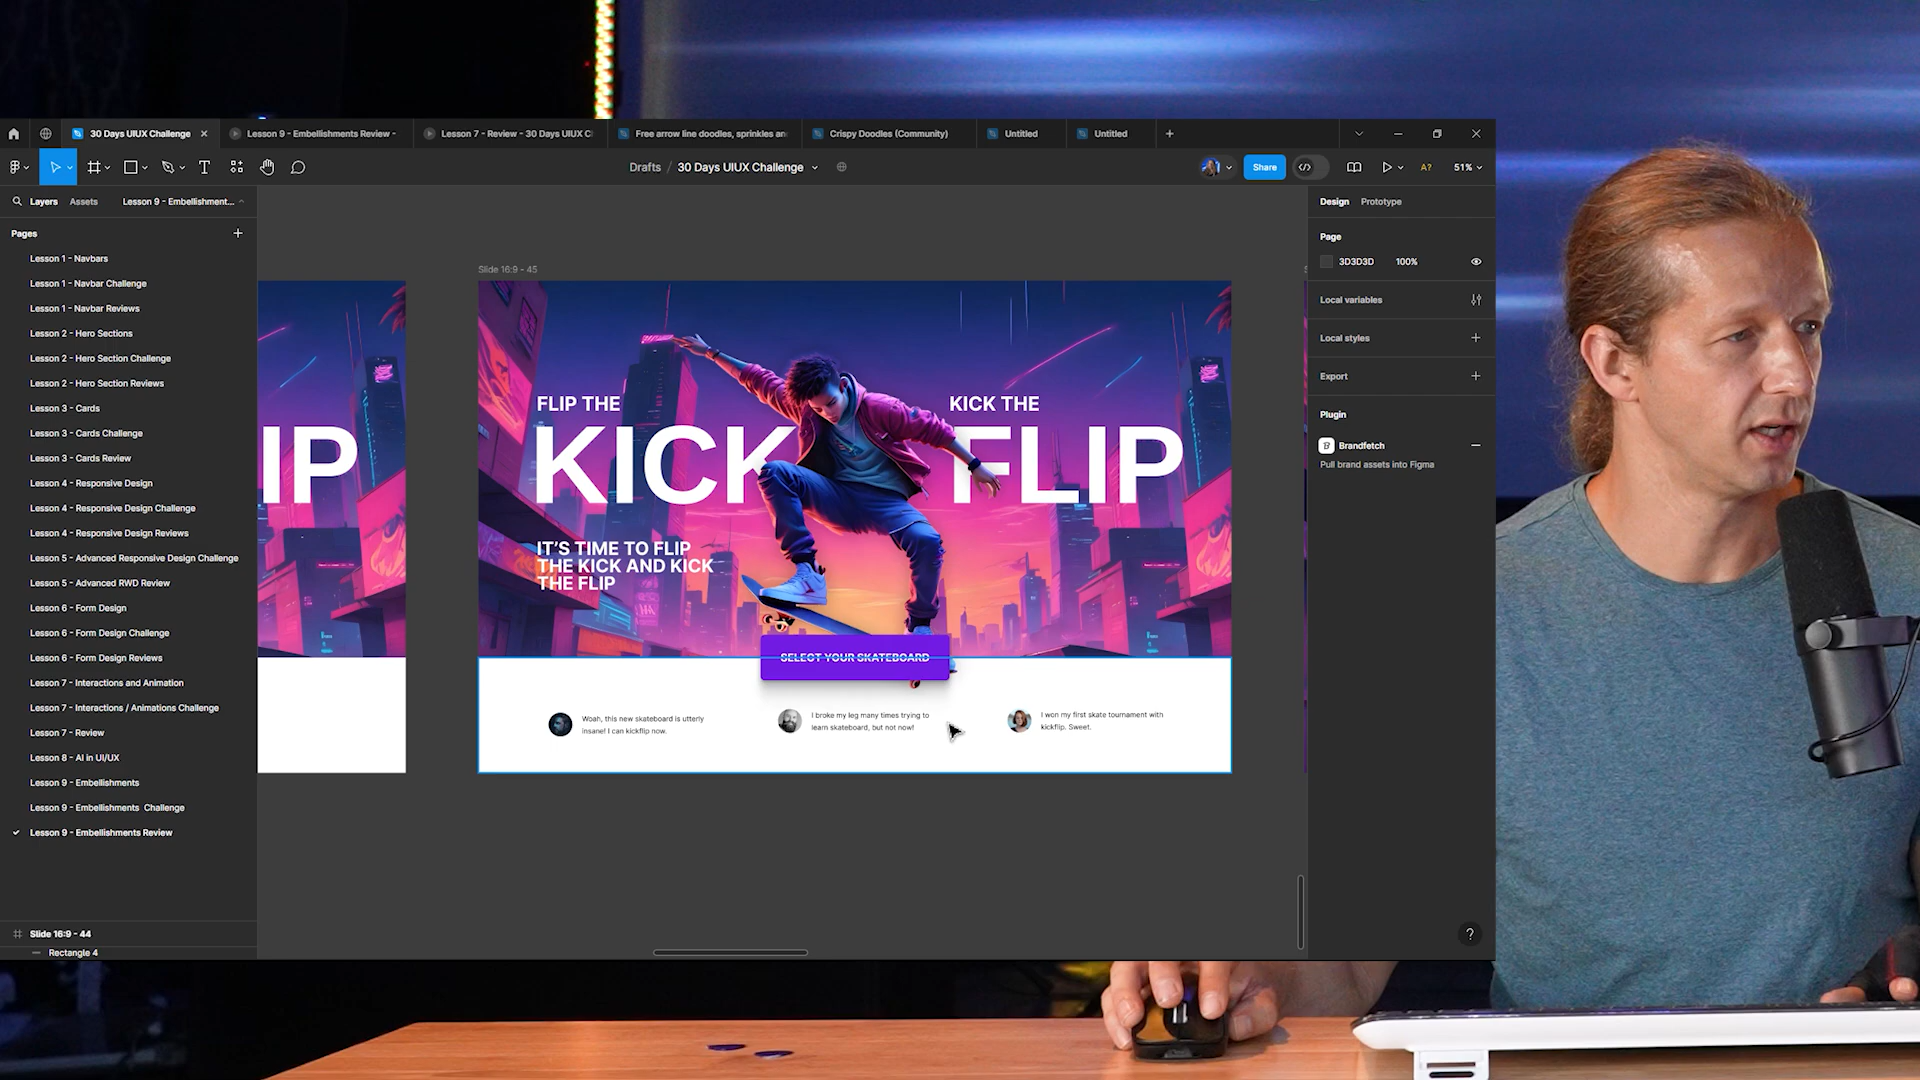 30 Days UIUX Challenge
Lesson 9 - Embellishments Review -
Lesson 7 - Review - 30 Days UIUX C
Free arrow line doodles, sprinkles an
Crispy Doodles (Community)
Untitled
Untitled
Drafts / 30 Days UIUX Challenge
Share
A?
51%
Layers
Assets
Lesson 9 - Embellishment...
Pages
Lesson 1 - Navbars
Lesson 1 - Navbar Challenge
Lesson 1 - Navbar Reviews
Lesson 2 - Hero Sections
Lesson 2 - Hero Section Challenge
Lesson 2 - Hero Section Reviews
Lesson 3 - Cards
Lesson 3 - Cards Challenge
Lesson 3 - Cards Review
Lesson 4 - Responsive Design
Lesson 4 - Responsive Design Challenge
Lesson 4 - Responsive Design Reviews
Lesson 5 - Advanced Responsive Design Challenge
Lesson 5 - Advanced RWD Review
Lesson 6 - Form Design
Lesson 6 - Form Design Challenge
Lesson 6 - Form Design Reviews
Lesson 7 - Interactions and Animation
Lesson 7 - Interactions / Animations Challenge
Lesson 7 - Review
Lesson 8 - AI in UI/UX
Lesson 9 - Embellishments
Lesson 9 - Embellishments Challenge
Lesson 9 - Embellishments Review
Slide 16:9 - 44
Rectangle 4
IP
Slide 16:9 - 45
FLIP THE
KICK
KICK THE
FLIP
IT'S TIME TO FLIP
THE KICK AND KICK
THE FLIP
SELECT YOUR SKATEBOARD
Woah, this new skateboard is utterly
insane! I can kickflip now.
I broke my leg many times trying to
learn skateboard, but not now!
I won my first skate tournament with
kickflip. Sweet.
Design
Prototype
Page
3D3D3D
100%
Local variables
Local styles
Export
Plugin
Brandfetch
Pull brand assets into Figma
?